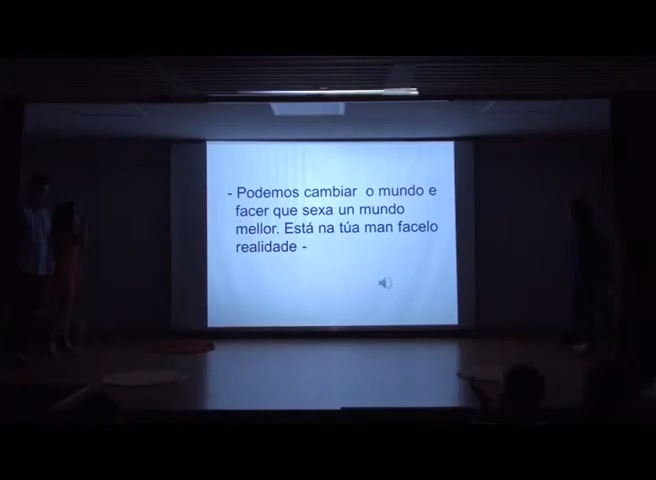 - Podemos cambiar o mundo e
facer que sexa un mundo
mellor. Está na túa man facelo
realidade -